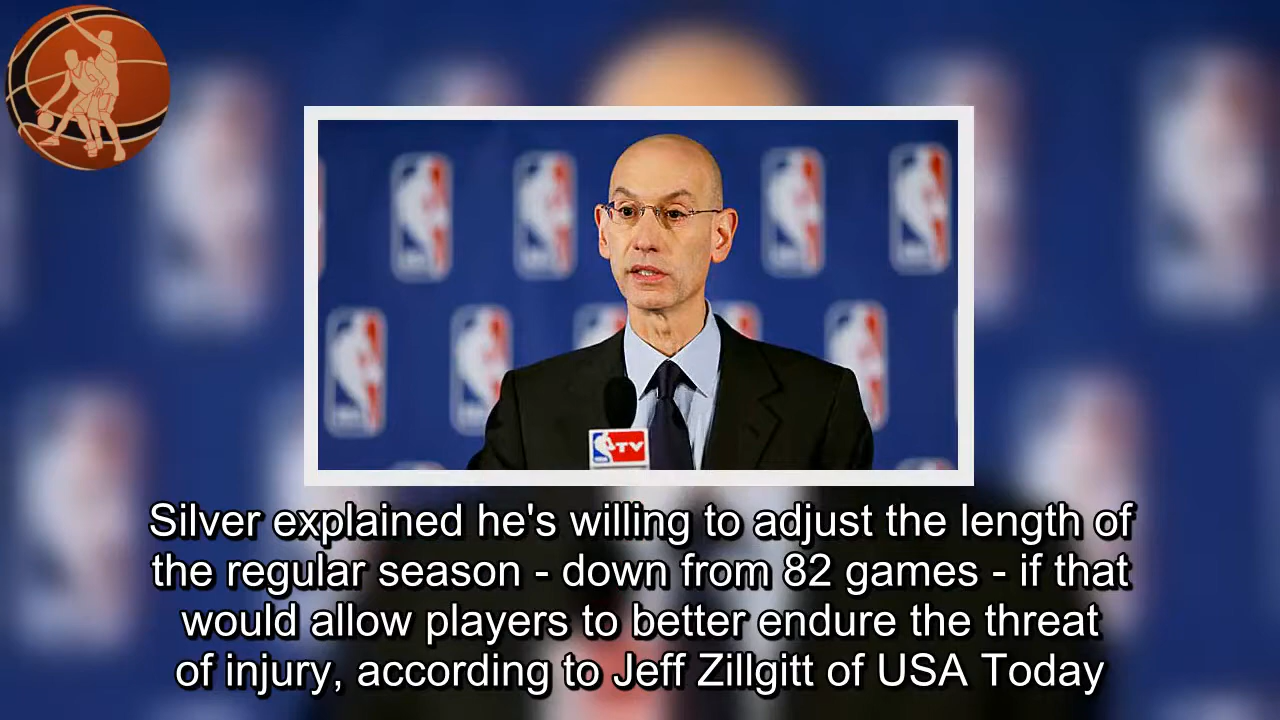 TV
Silver explained he's willing to adjust the length of
the regular season - down from 82 games - if that
would allow players to better endure the threat
of injury, according to Jeff Zillgitt of USA Today